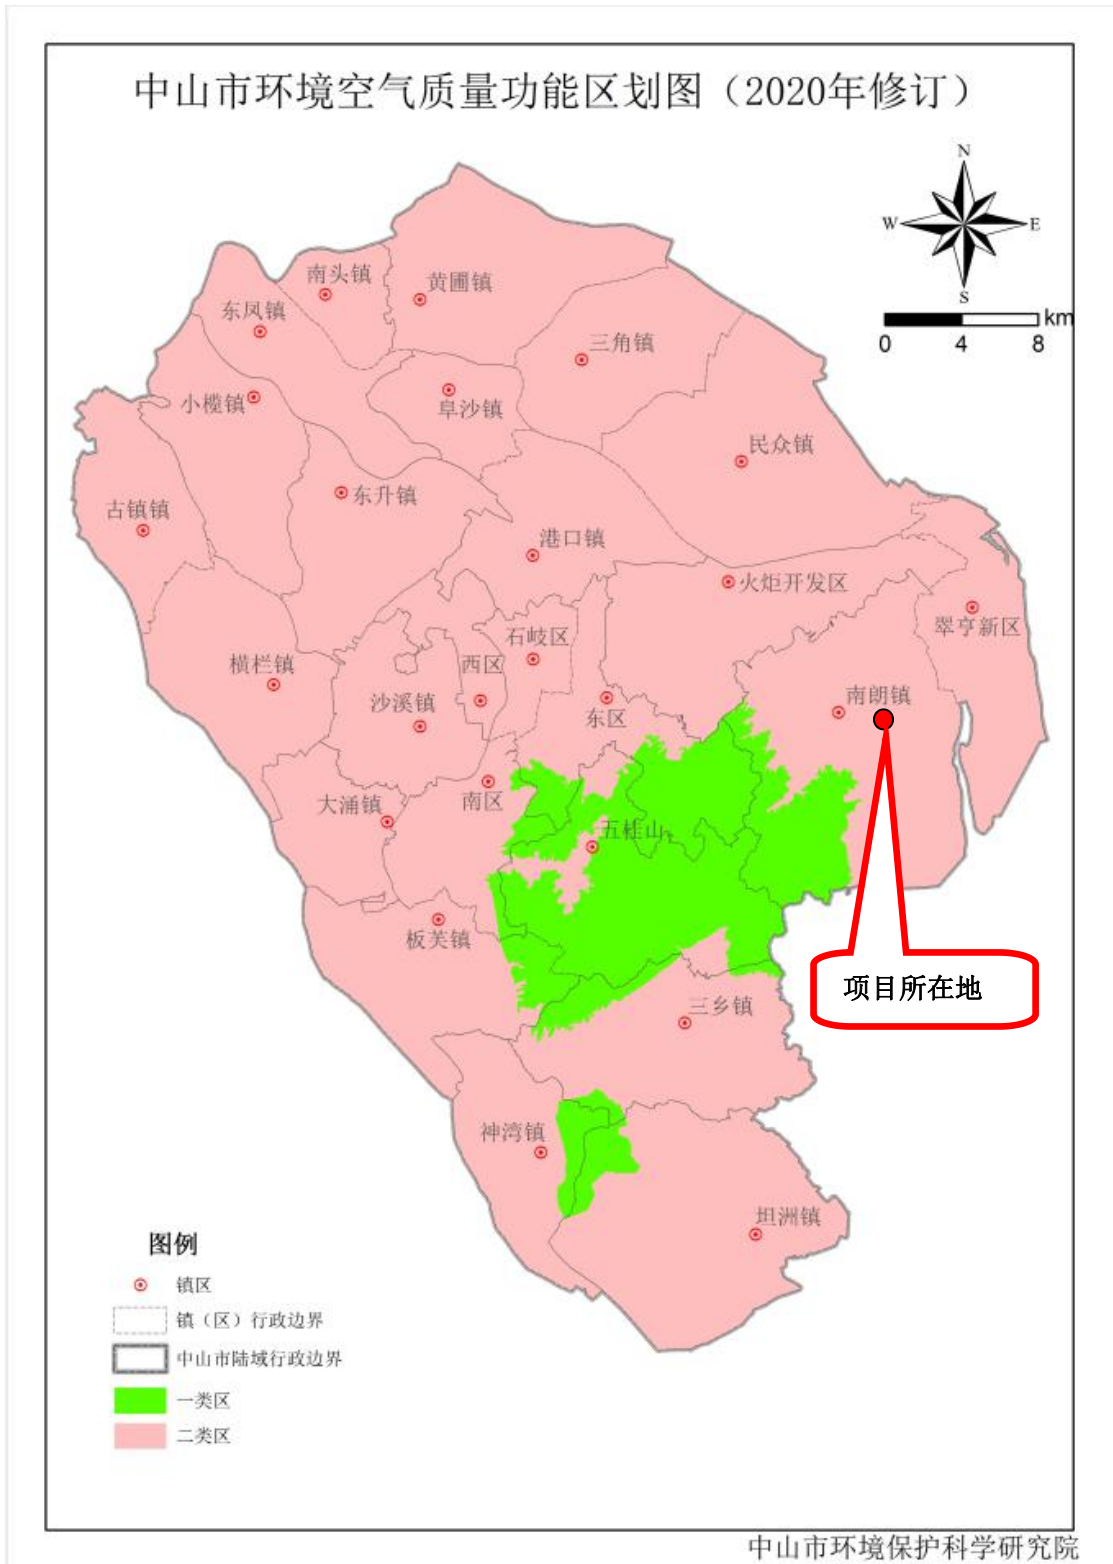 中山市环境空气质量功能区划图（2020年修订）
N
W
E
S
km
0 4 8
南头镇
黄圃镇
东凤镇
三角镇
小榄镇
阜沙镇
民众镇
东升镇
古镇镇
港口镇
火炬开发区
翠亨新区
石岐区
横栏镇
西区
沙溪镇
南朗镇
东区
南区
大涌镇
五桂山
板芙镇
项目所在地
三乡镇
神湾镇
坦洲镇
图例
镇区
镇（区）行政边界
中山市陆域行政边界
一类区
二类区
中山市环境保护科学研究院